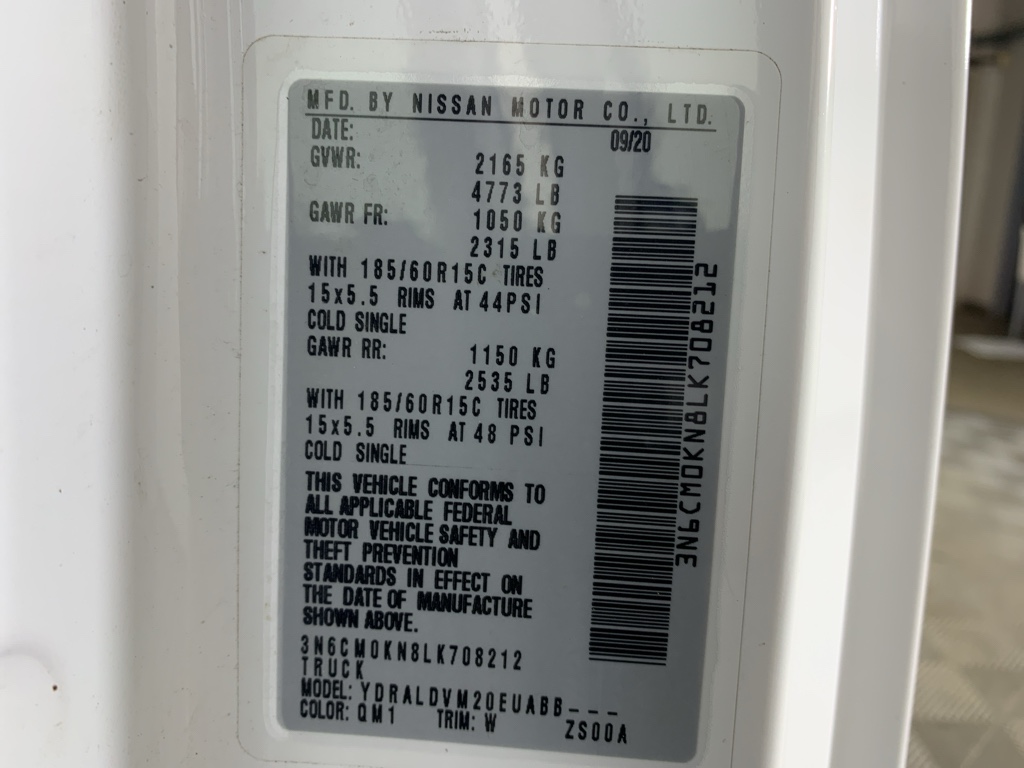 MFD. BY NISSAN MOTOR CO., LTD.
DATE: 09/20
GVWR: 2165 KG
4773 LB
GAWR FR: 1050 KG
2315 LB
WITH 185/60R15C TIRES
15x5.5 RIMS AT 44PSI
COLD SINGLE
GAWR RR: 1150 KG
2535 LB
WITH 185/60R15C TIRES
15x5.5 RIMS AT 48 PSI
COLD SINGLE
THIS VEHICLE CONFORMS TO
ALL APPLICABLE FEDERAL
MOTOR VEHICLE SAFETY AND
THEFT PREVENTION
STANDARDS IN EFFECT ON
THE DATE OF MANUFACTURE
SHOWN ABOVE.
3N6CM0KN8LK708212
TRUCK
MODEL: YDRALDVM20EUABB---
COLOR: QM1 TRIM: W ZS00A
3N6CM0KN8LK708212